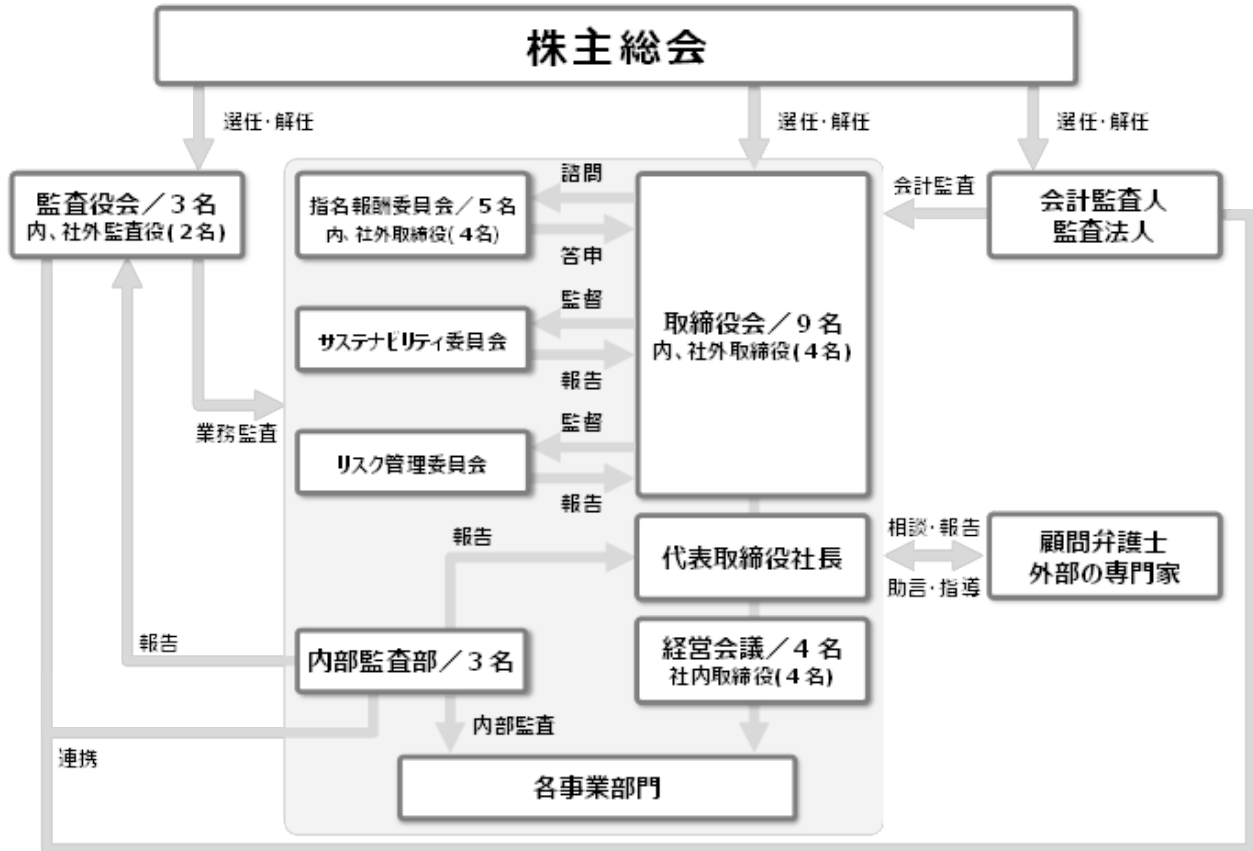 株主総会
選任・解任
選任・解任
選任・解任
監査役会／3名
内、社外監査役(2名)
指名報酬委員会／5名
内、社外取締役(4名)
諮問
答申
取締役会／9名
内、社外取締役(4名)
会計監査
会計監査人
監査法人
サステナビリティ委員会
監督
報告
業務監査
リスク管理委員会
監督
報告
報告
代表取締役社長
相談・報告
助言・指導
顧問弁護士
外部の専門家
報告
内部監査部／3名
経営会議／4名
社内取締役(4名)
内部監査
連携
各事業部門